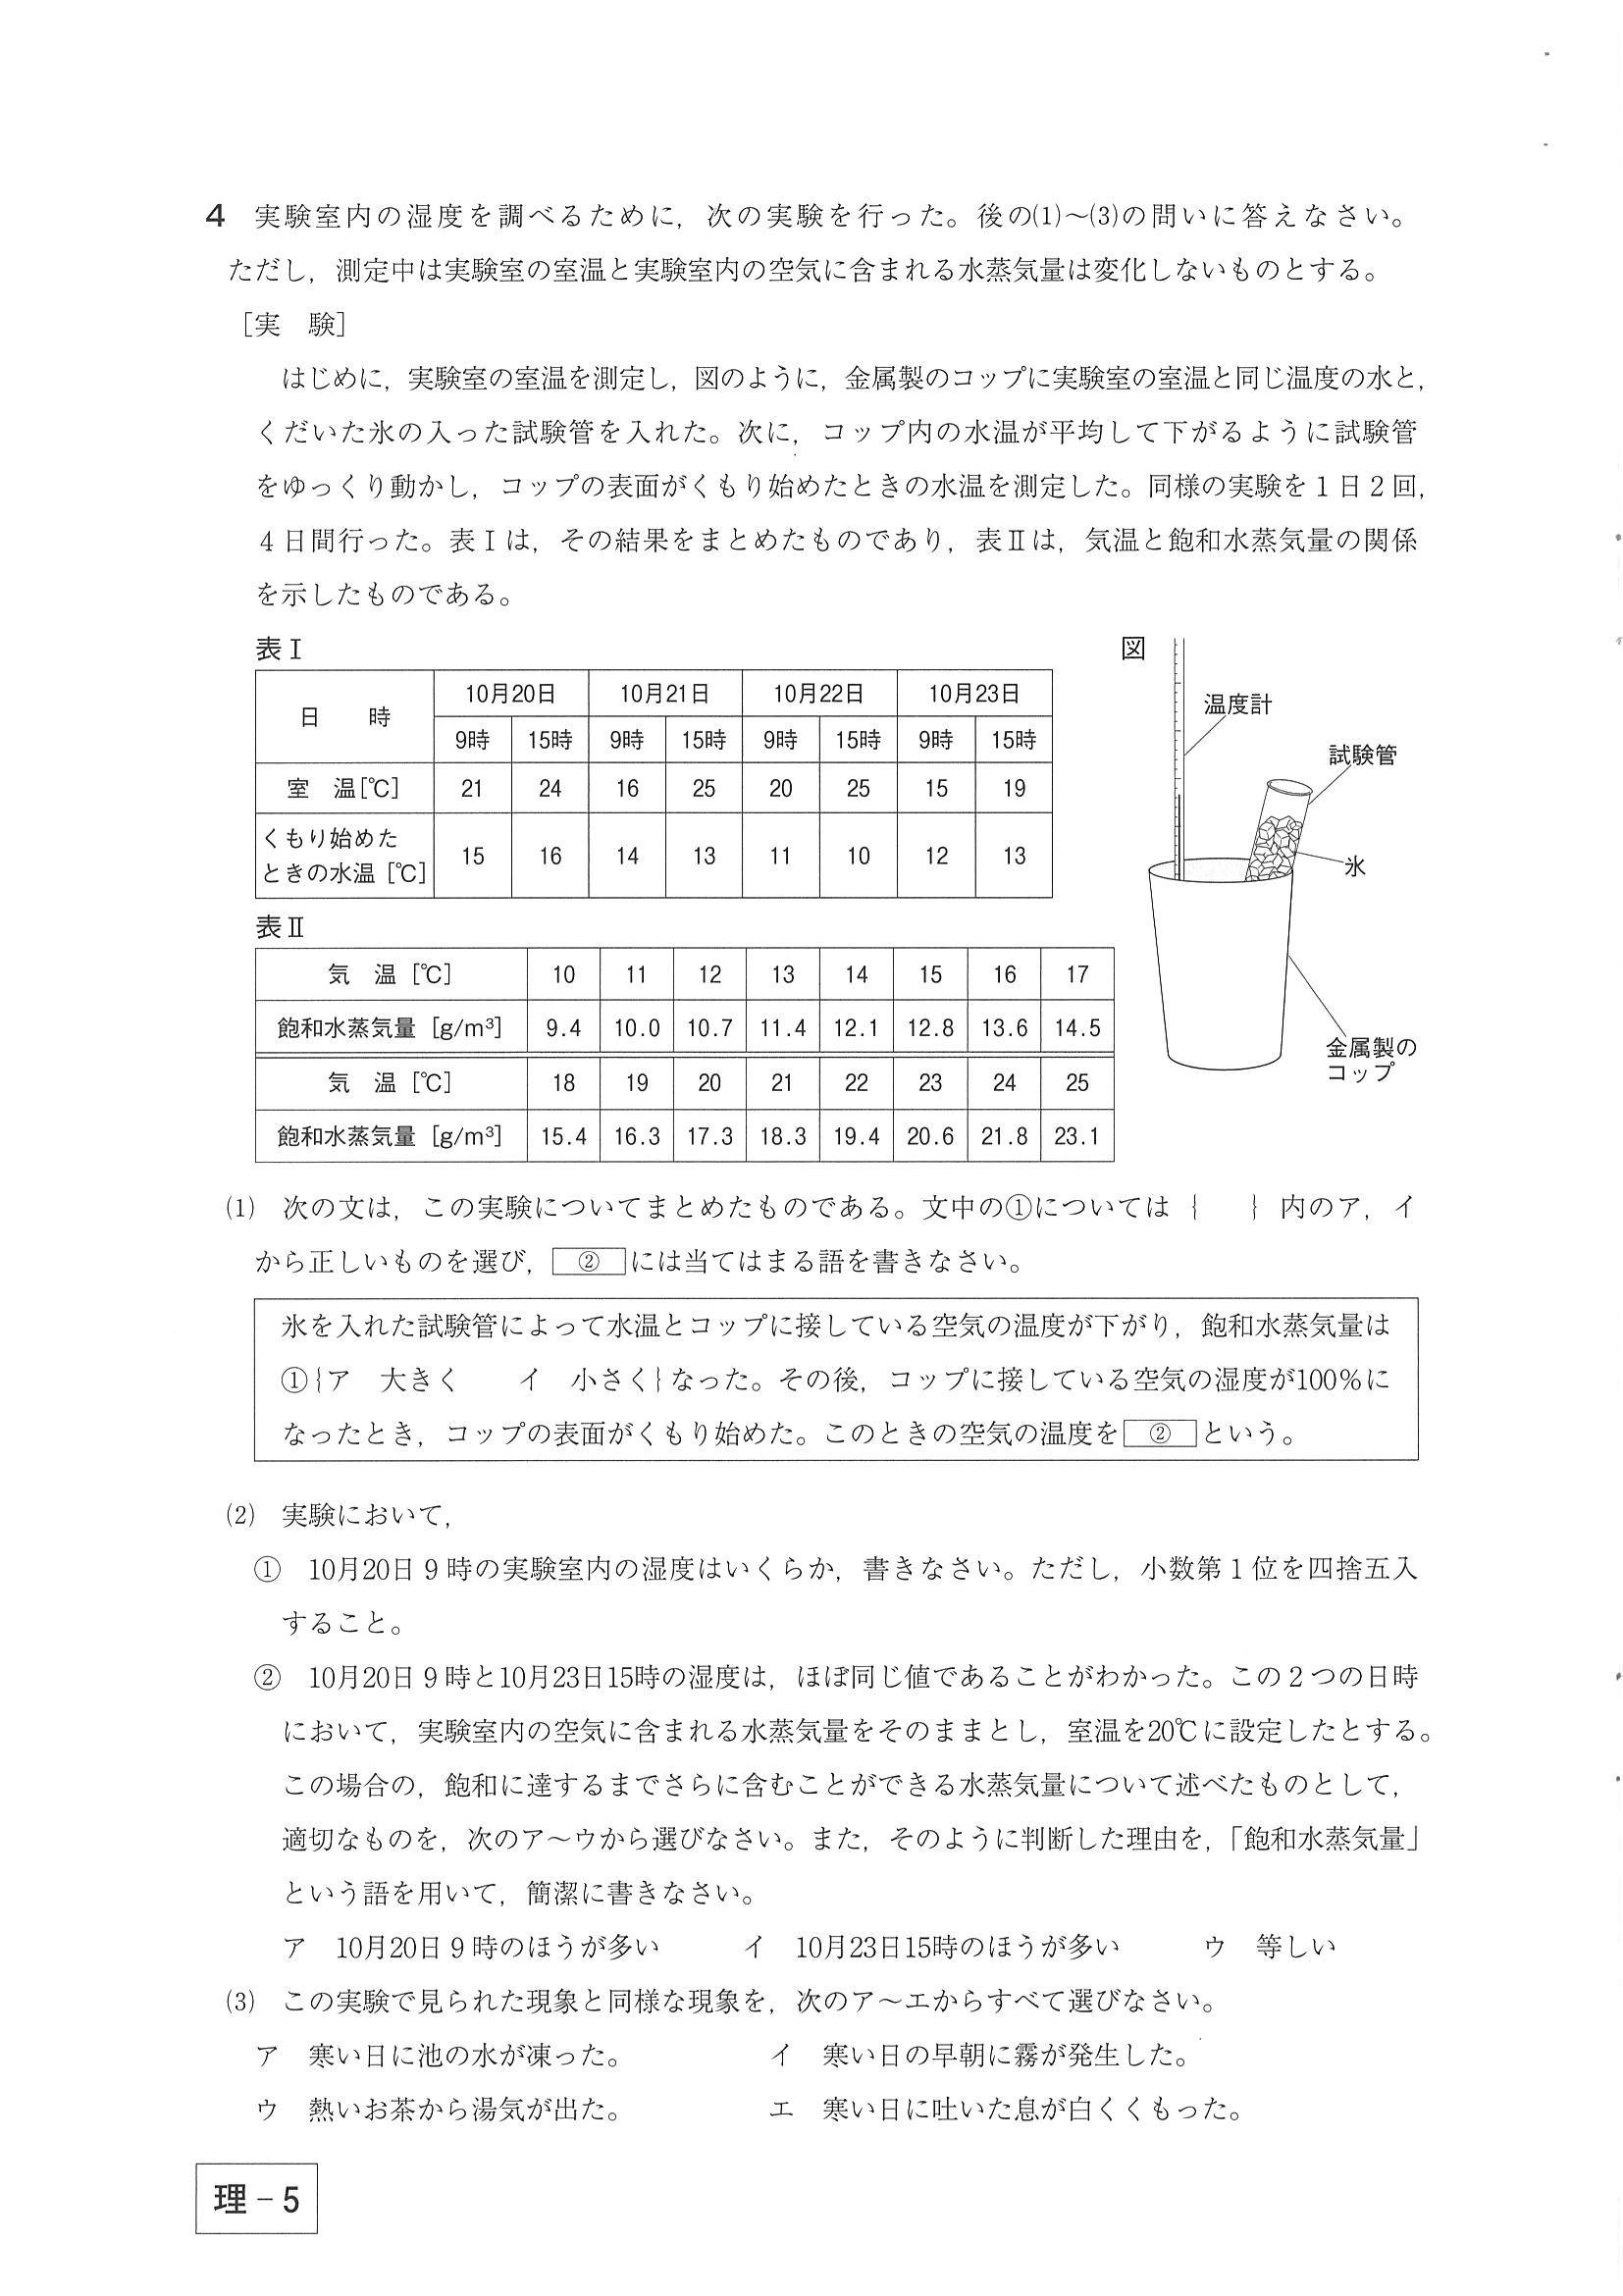 4 実験室内の湿度を調べるために，次の実験を行った。後の⑴～⑶の問いに答えなさい。
ただし，測定中は実験室の室温と実験室内の空気に含まれる水蒸気量は変化しないものとする。
［実　験］
はじめに，実験室の室温を測定し，図のように，金属製のコップに実験室の室温と同じ温度の水と，
くだいた氷の入った試験管を入れた。次に，コップ内の水温が平均して下がるように試験管
をゆっくり動かし，コップの表面がくもり始めたときの水温を測定した。同様の実験を１日２回，
４日間行った。表Ⅰは，その結果をまとめたものであり，表Ⅱは，気温と飽和水蒸気量の関係
を示したものである。
表Ⅰ
日　時 10月20日 10月21日 10月22日 10月23日
9時 15時 9時 15時 9時 15時 9時 15時
室　温[℃] 21 24 16 25 20 25 15 19
くもり始めた
ときの水温［℃］ 15 16 14 13 11 10 12 13
図
温度計
試験管
氷
金属製の
コップ
表Ⅱ
気　温［℃］ 10 11 12 13 14 15 16 17
飽和水蒸気量［g/m³］ 9.4 10.0 10.7 11.4 12.1 12.8 13.6 14.5
気　温［℃］ 18 19 20 21 22 23 24 25
飽和水蒸気量［g/m³］ 15.4 16.3 17.3 18.3 19.4 20.6 21.8 23.1
⑴　次の文は，この実験についてまとめたものである。文中の①については｛　｝内のア，イ
から正しいものを選び，②には当てはまる語を書きなさい。
氷を入れた試験管によって水温とコップに接している空気の温度が下がり，飽和水蒸気量は
①｛ア　大きく　　イ　小さく｝なった。その後，コップに接している空気の湿度が100％に
なったとき，コップの表面がくもり始めた。このときの空気の温度を②という。
⑵　実験において，
①　10月20日９時の実験室内の湿度はいくらか，書きなさい。ただし，小数第１位を四捨五入
すること。
②　10月20日９時と10月23日15時の湿度は，ほぼ同じ値であることがわかった。この２つの日時
において，実験室内の空気に含まれる水蒸気量をそのままとし，室温を20℃に設定したとする。
この場合の，飽和に達するまでさらに含むことができる水蒸気量について述べたものとして，
適切なものを，次のア～ウから選びなさい。また，そのように判断した理由を，「飽和水蒸気量」
という語を用いて，簡潔に書きなさい。
ア　10月20日９時のほうが多い　　イ　10月23日15時のほうが多い　　ウ　等しい
⑶　この実験で見られた現象と同様な現象を，次のア～エからすべて選びなさい。
ア　寒い日に池の水が凍った。　　イ　寒い日の早朝に霧が発生した。
ウ　熱いお茶から湯気が出た。　　エ　寒い日に吐いた息が白くくもった。
理－5